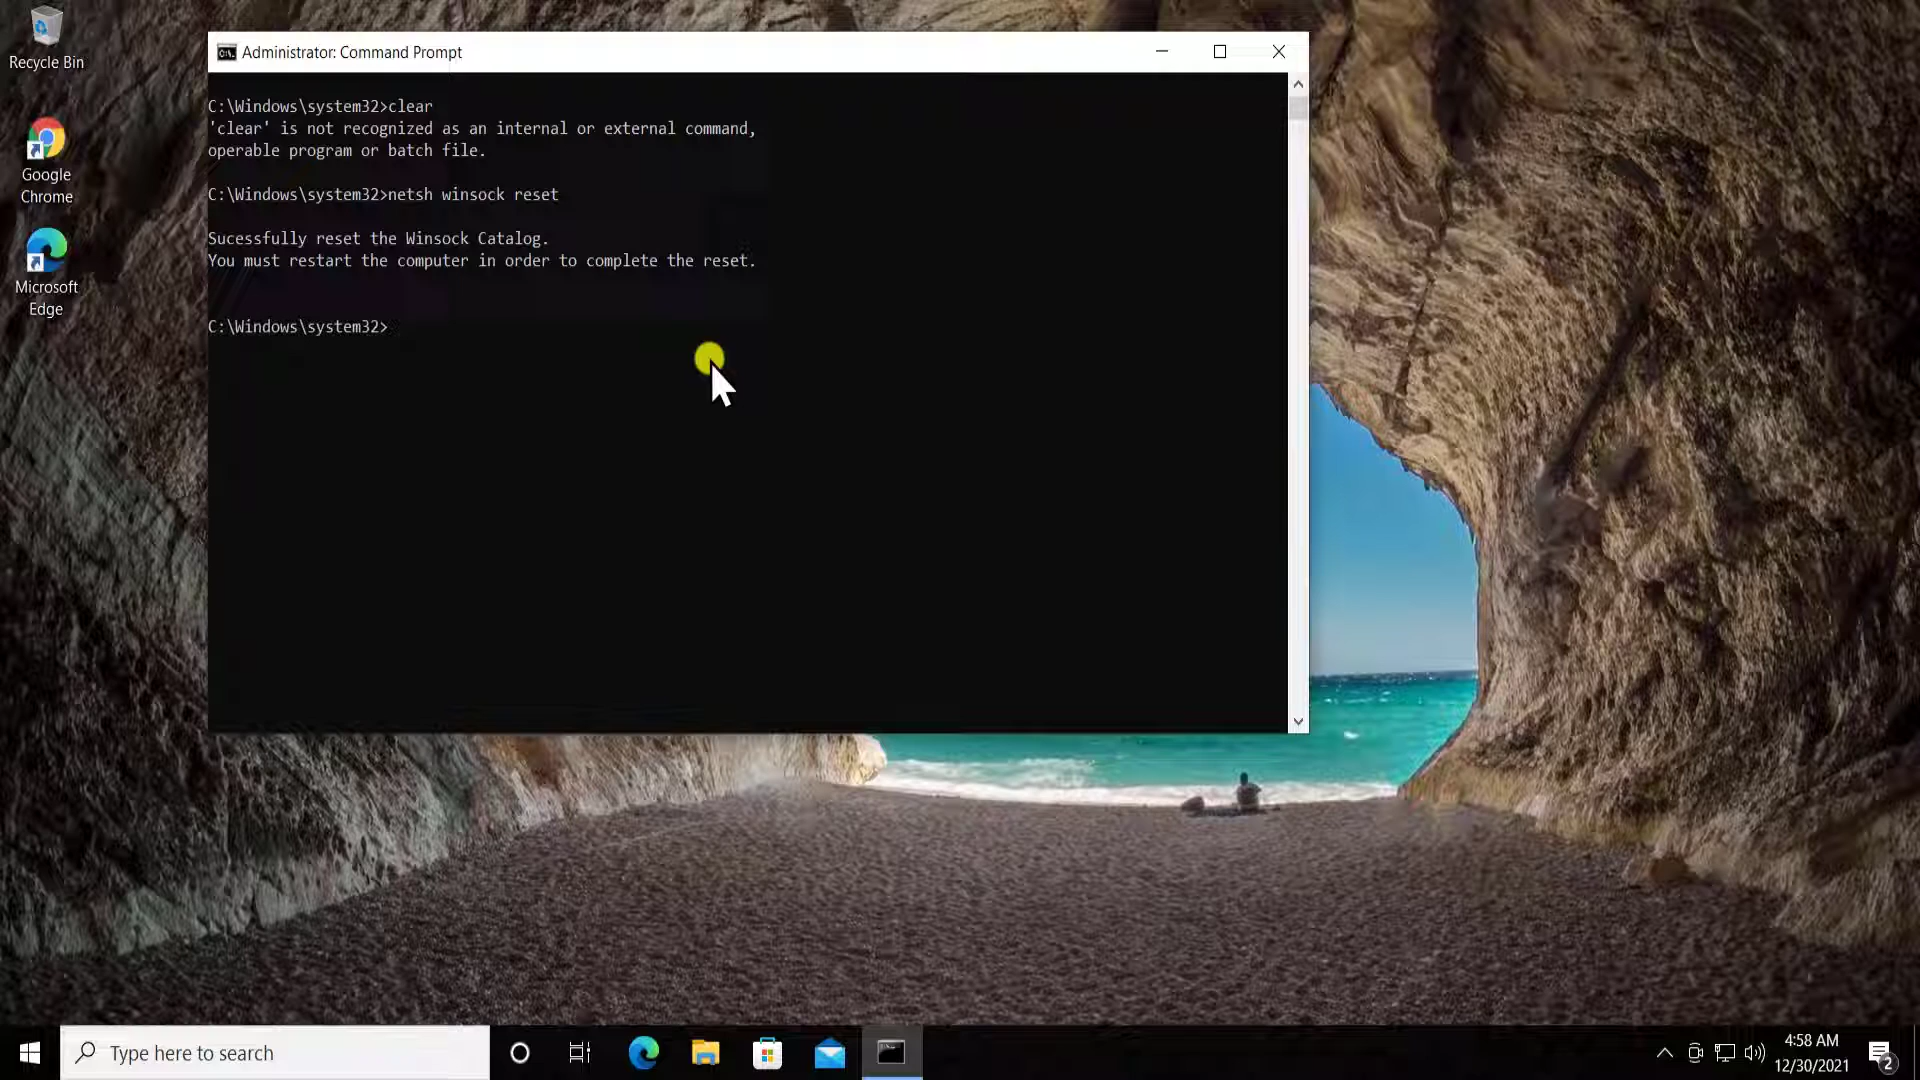 Recycle Bin
Google
Chrome
Microsoft
Edge
Administrator: Command Prompt
C:\Windows\system32>clear
'clear' is not recognized as an internal or external command,
operable program or batch file.
C:\Windows\system32>netsh winsock reset
Sucessfully reset the Winsock Catalog.
You must restart the computer in order to complete the reset.
C:\Windows\system32>
Type here to search
4:58 AM
12/30/2021
2